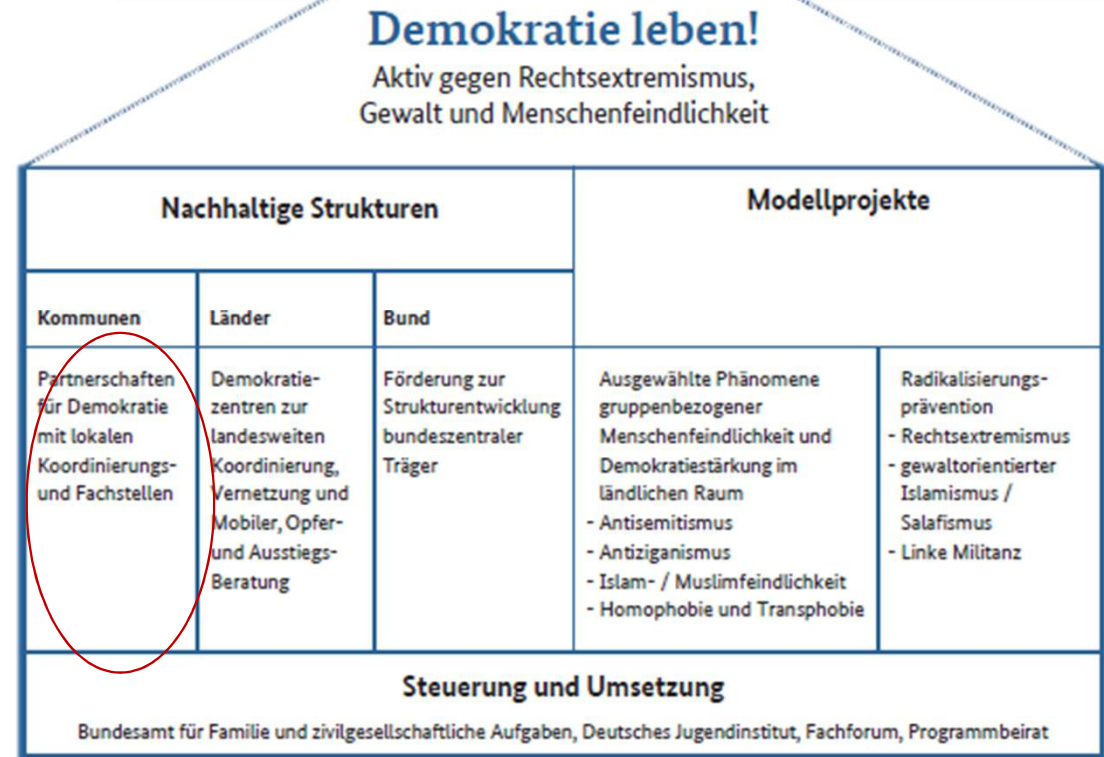 Demokratie leben!
Aktiv gegen Rechtsextremismus,
Gewalt und Menschenfeindlichkeit
Nachhaltige Strukturen
Modellprojekte
Kommunen
Länder
Bund
Partnerschaften
für Demokratie
mit lokalen
Koordinierungs-
und Fachstellen
Demokratie-
zentren zur
landesweiten
Koordinierung,
Vernetzung und
Mobiler, Opfer-
und Ausstiegs-
Beratung
Förderung zur
Strukturentwicklung
bundeszentraler
Träger
Ausgewählte Phänomene
gruppenbezogener
Menschenfeindlichkeit und
Demokratiestärkung im
ländlichen Raum
- Antisemitismus
- Antiziganismus
- Islam- / Muslimfeindlichkeit
- Homophobie und Transphobie
Radikalisierungs-
prävention
- Rechtsextremismus
- gewaltorientierter
Islamismus /
Salafismus
- Linke Militanz
Steuerung und Umsetzung
Bundesamt für Familie und zivilgesellschaftliche Aufgaben, Deutsches Jugendinstitut, Fachforum, Programmbeirat